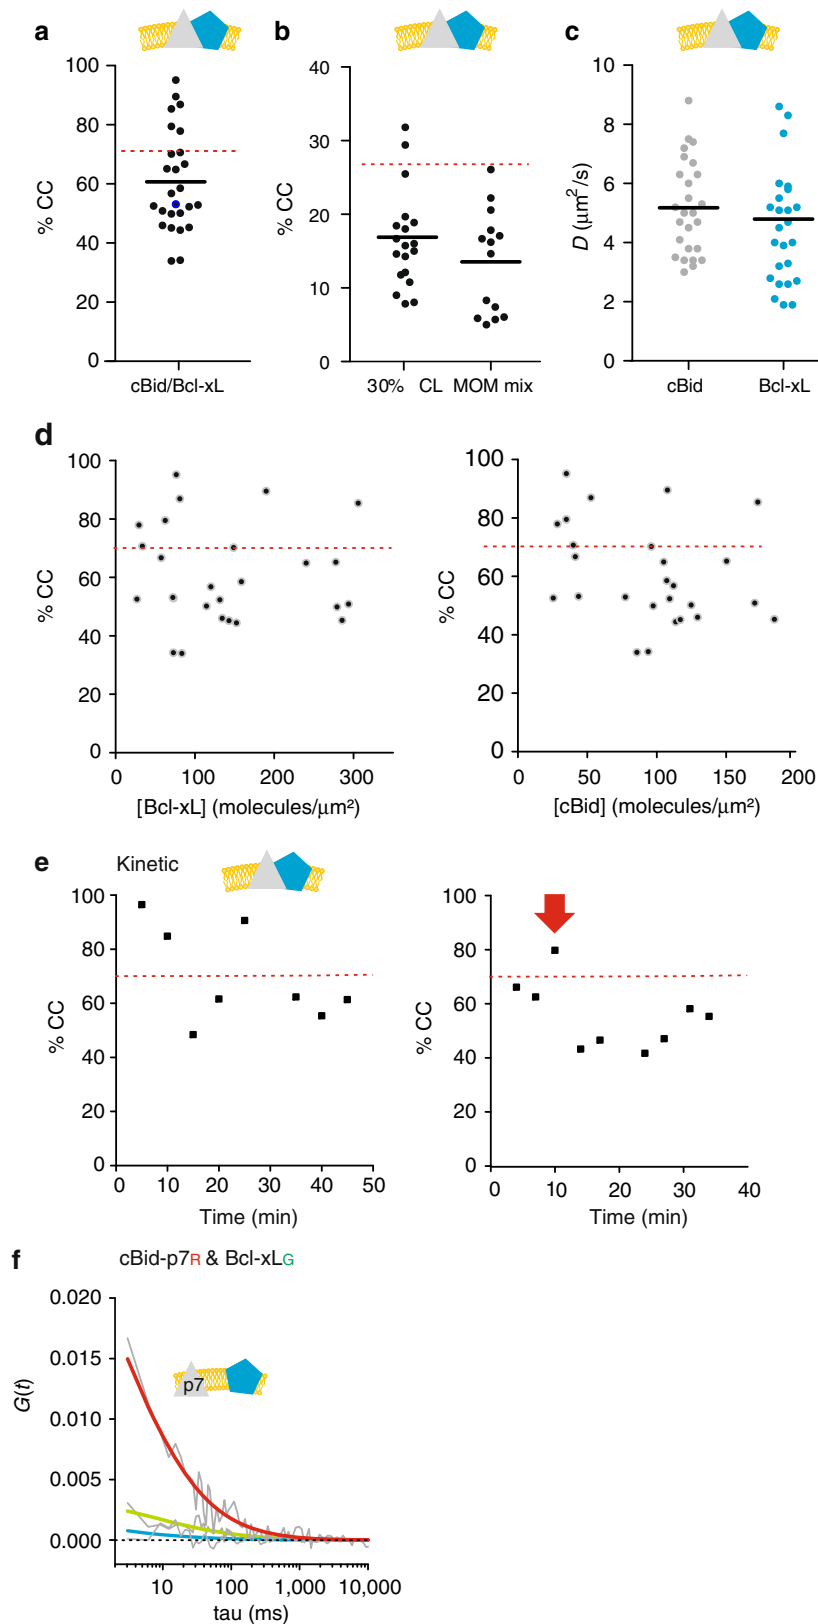 a
b
c
100
80
60
40
20
0
% CC
cBid/Bcl-xL
40
30
20
10
0
% CC
30% CL MOM mix
10
8
6
4
2
0
D (μm²/s)
cBid
Bcl-xL
d
100
80
60
40
20
0
% CC
0 100 200 300
[Bcl-xL] (molecules/μm²)
100
80
60
40
20
0
% CC
0 50 100 150 200
[cBid] (molecules/μm²)
e
Kinetic
100
80
60
40
20
0
% CC
0 10 20 30 40 50
Time (min)
100
80
60
40
20
0
% CC
0 10 20 30 40
Time (min)
f
cBid-p7R & Bcl-xLG
0.020
0.015
0.010
0.005
0.000
G(t)
p7
10 100 1,000 10,000
tau (ms)